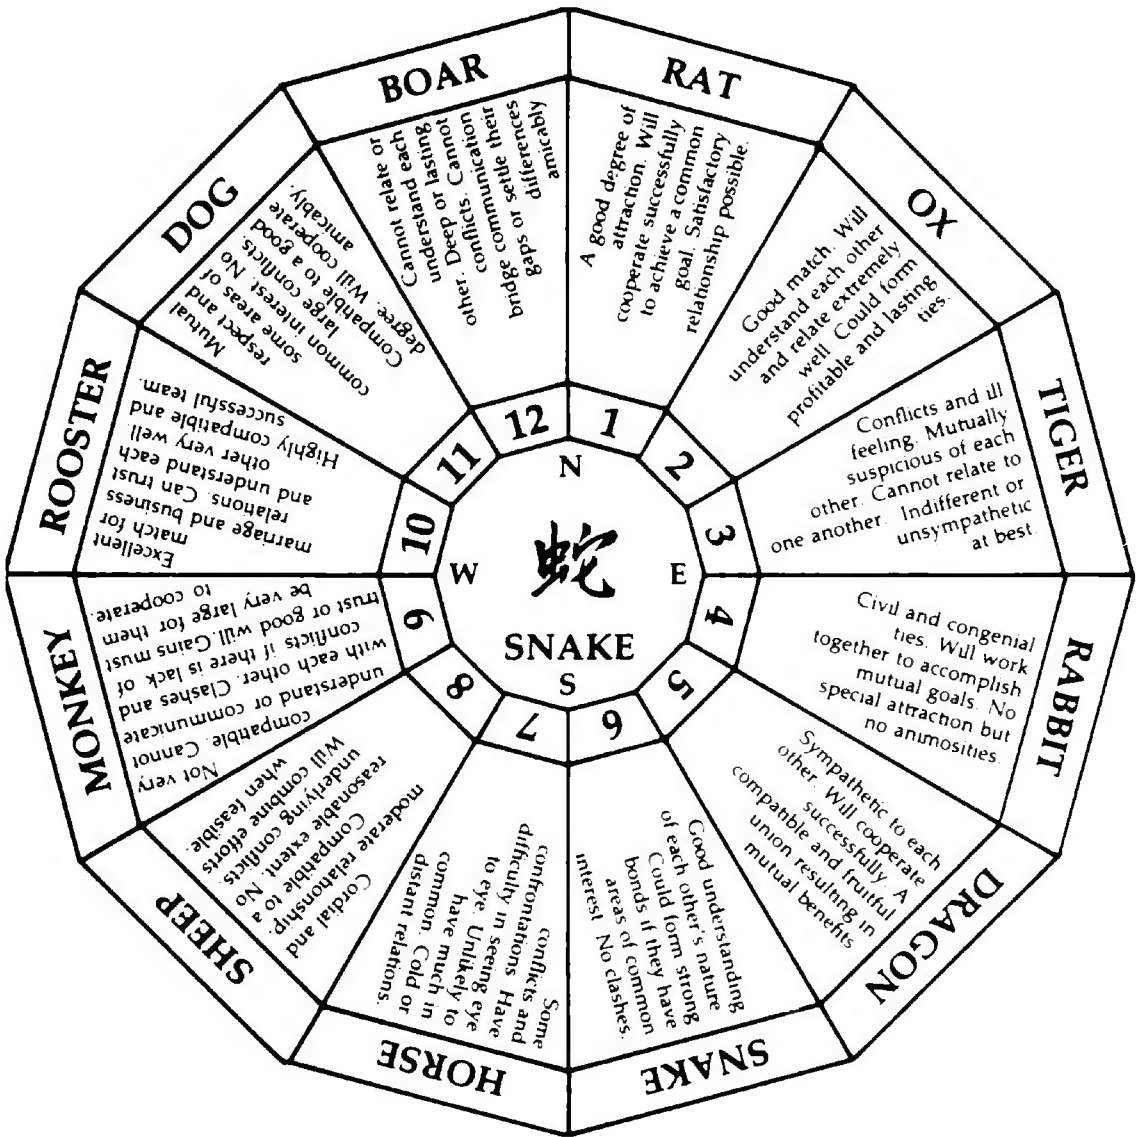 RAT
A good degree of
attraction. Will
cooperate successfully
to achieve a common
goal. Satisfactory
relationship possible.
1
OX
Good match. Will
understand each other
and relate extremely
well. Could form
profitable and lasting
ties.
2
TIGER
Conflicts and ill
feeling. Mutually
suspicious of each
other. Cannot relate to
one another. Indifferent or
unsympathetic
at best.
3
RABBIT
Civil and congenial
ties. Will work
together to accomplish
mutual goals. No
special attraction but
no animosities.
4
DRAGON
Sympathetic to each
other. Will cooperate
successfully. A
compatible and fruitful
union resulting in
mutual benefits
5
SNAKE
Good understanding
of each other's nature
Could form strong
bonds if they have
areas of common
interest. No clashes.
6
HORSE
Some
conflicts and
confrontations Have
difficulty in seeing eye
to eye. Unlikely to
have much in
common. Cold or
distant relations.
7
SHEEP
Cordial and
moderate relationship.
Compatible to a
reasonable extent. No
underlying conflicts.
Will combine efforts
when feasible.
8
MONKEY
Not very
compatible. Cannot
understand or communicate
with each other. Clashes and
conflicts if there is lack of
trust or good will. Gains must
be very large for them
to cooperate.
9
ROOSTER
Excellent
match for
marriage and business
relations. Can trust
and understand each
other very well.
Highly compatible and
successful team.
10
DOG
Mutual
respect and
some areas of
common interest. No
large conflicts.
Compatible to a good
degree. Will cooperate
amicably.
11
BOAR
Cannot relate or
understand each
other. Deep or lasting
conflicts. Cannot
bridge communication
gaps or settle their
differences
amicably
12
N
W
蛇
E
SNAKE
S